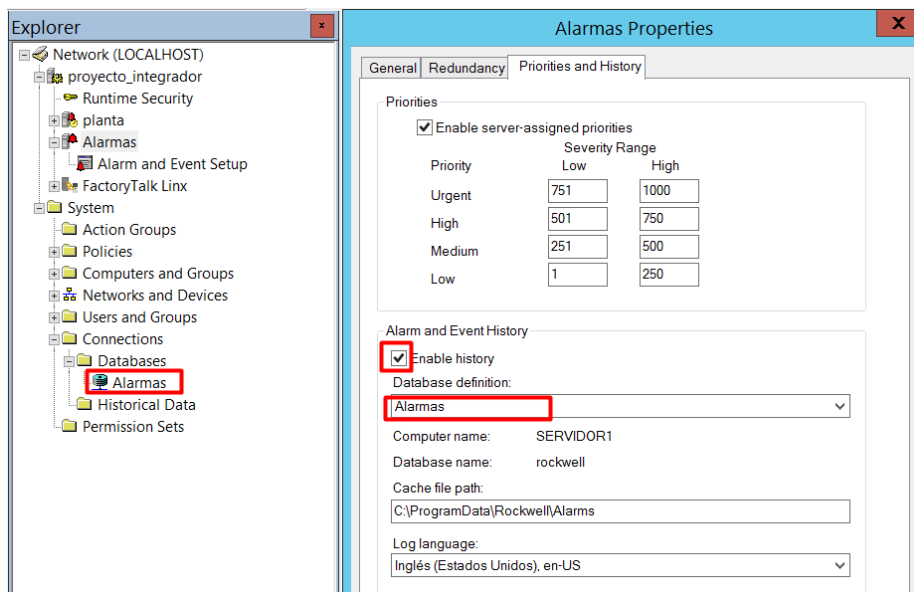 Explorer
x
Network (LOCALHOST)
proyecto_integrador
Runtime Security
planta
Alarmas
Alarm and Event Setup
FactoryTalk Linx
System
Action Groups
Policies
Computers and Groups
Networks and Devices
Users and Groups
Connections
Databases
Alarmas
Historical Data
Permission Sets
Alarmas Properties
X
General Redundancy Priorities and History
Priorities
Enable server-assigned priorities
Severity Range
Priority Low High
Urgent 751 1000
High 501 750
Medium 251 500
Low 1 250
Alarm and Event History
Enable history
Database definition:
Alarmas
Computer name: SERVIDOR1
Database name: rockwell
Cache file path:
C:\ProgramData\Rockwell\Alarms
Log language:
Inglés (Estados Unidos), en-US